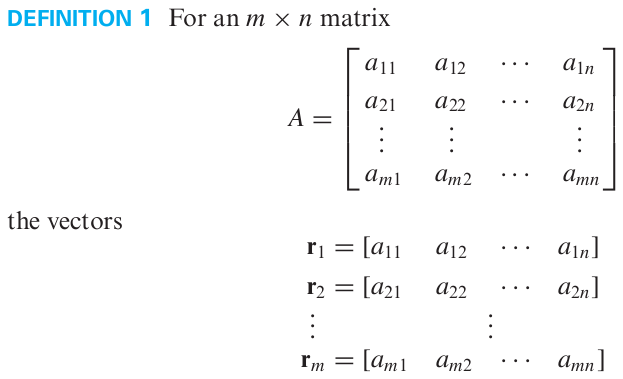 DEFINITION 1 For an m × n matrix
A = [ a₁₁ a₁₂ ··· a₁ₙ
a₂₁ a₂₂ ··· a₂ₙ
⋮ ⋮ ⋮
aₘ₁ aₘ₂ ··· aₘₙ ]
the vectors
r₁ = [a₁₁ a₁₂ ··· a₁ₙ]
r₂ = [a₂₁ a₂₂ ··· a₂ₙ]
⋮ ⋮
rₘ = [aₘ₁ aₘ₂ ··· aₘₙ]